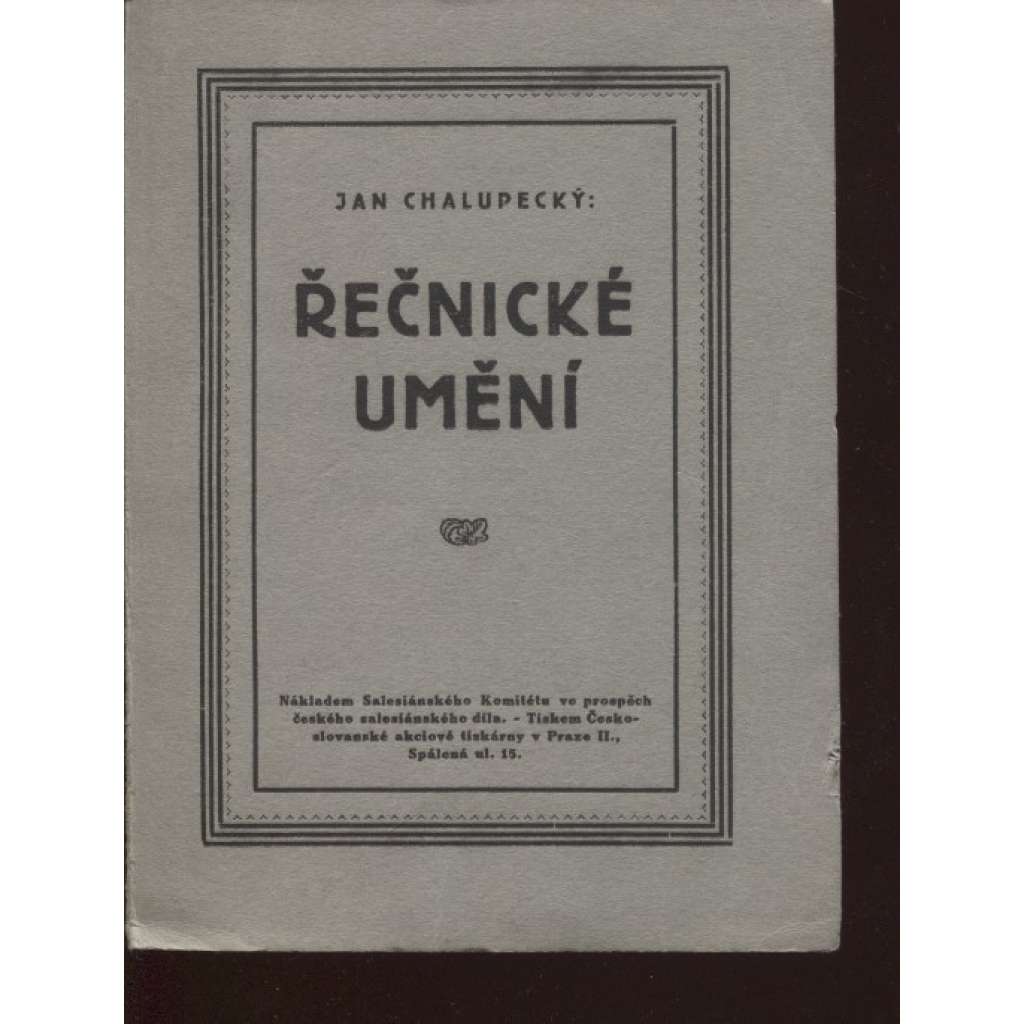 JAN CHALUPECKÝ:
ŘEČNICKÉ
UMĚNÍ
Nákladem Salesiánského Komitétu ve prospěch
českého salesiánského díla. - Tiskem Česko-
slovanské akciové tiskárny v Praze II.,
Spálená ul. 15.